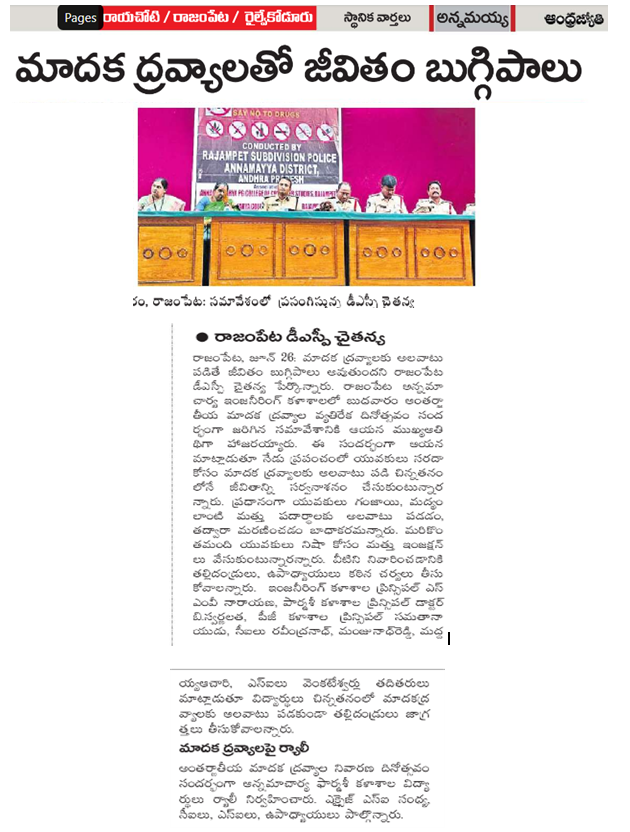 Pages రాయచోటి / రాజంపేట / రైల్వేకోడూరు స్థానిక వార్తలు అన్నమయ్య ఆంధ్రజ్యోతి
మాదక ద్రవ్యాలతో జీవితం బుగ్గిపాలు
SAY NO TO DRUGS
CONDUCTED BY
RAJAMPET SUBDIVISION POLICE
ANNAMAYYA DISTRICT,
ANDHRA PRADESH
రం, రాజంపేట: సమావేశంలో ప్రసంగిస్తున్న డీఎస్పీ చైతన్య
● రాజంపేట డీఎస్పీ చైతన్య
రాజంపేట, జూన్ 26: మాదక ద్రవ్యాలకు అలవాటు
పడితే జీవితం బుగ్గిపాలు అవుతుందని రాజంపేట
డీఎస్పీ చైతన్య పేర్కొన్నారు. రాజంపేట అన్నమా
చార్య ఇంజనీరింగ్ కళాశాలలో బుధవారం అంతర్జా
తీయ మాదక ద్రవ్యాల వ్యతిరేక దినోత్సవం సంద
ర్భంగా జరిగిన సమావేశానికి ఆయన ముఖ్యఅతి
థిగా హాజరయ్యారు. ఈ సందర్భంగా ఆయన
మాట్లాడుతూ నేడు ప్రపంచంలో యువకులు సరదా
కోసం మాదక ద్రవ్యాలకు అలవాటు పడి చిన్నతనం
లోనే జీవితాన్ని సర్వనాశనం చేసుకుంటున్నార
న్నారు. ప్రధానంగా యువకులు గంజాయి, మద్యం
లాంటి మత్తు పదార్థాలకు అలవాటు పడడం,
తద్వారా మరణించడం బాధాకరమన్నారు. మరికొం
తమంది యువకులు నిషా కోసం మత్తు ఇంజక్షన్
లు వేసుకుంటున్నారన్నారు. వీటిని నివారించడానికి
తల్లిదండ్రులు, ఉపాధ్యాయులు కఠిన చర్యలు తీసు
కోవాలన్నారు. ఇంజనీరింగ్ కళాశాల ప్రిన్సిపల్ ఎస్
ఎంవీ నారాయణ, ఫార్మశీ కళాశాల ప్రిన్సిపల్ డాక్టర్
బి.స్వర్ణలత, పీజీ కళాశాల ప్రిన్సిపల్ సమతానా
యుడు, సీఐలు రవీంద్రనాథ్, మంజునాథ్‌రెడ్డి, మద్ద
య్యఆచారి, ఎస్ఐలు వెంకటేశ్వర్లు తదితరులు
మాట్లాడుతూ విద్యార్థులు చిన్నతనంలో మాదకద్ర
వ్యాలకు అలవాటు పడకుండా తల్లిదండ్రులు జాగ్ర
త్తలు తీసుకోవాలన్నారు.
మాదక ద్రవ్యాలపై ర్యాలీ
అంతర్జాతీయ మాదక ద్రవ్యాల నివారణ దినోత్సవం
సందర్భంగా అన్నమాచార్య ఫార్మశీ కళాశాల విద్యా
ర్థులు ర్యాలీ నిర్వహించారు. ఎక్సైజ్ ఎస్ఐ సంధ్య,
సీఐలు, ఎస్ఐలు, ఉపాధ్యాయులు పాల్గొన్నారు.